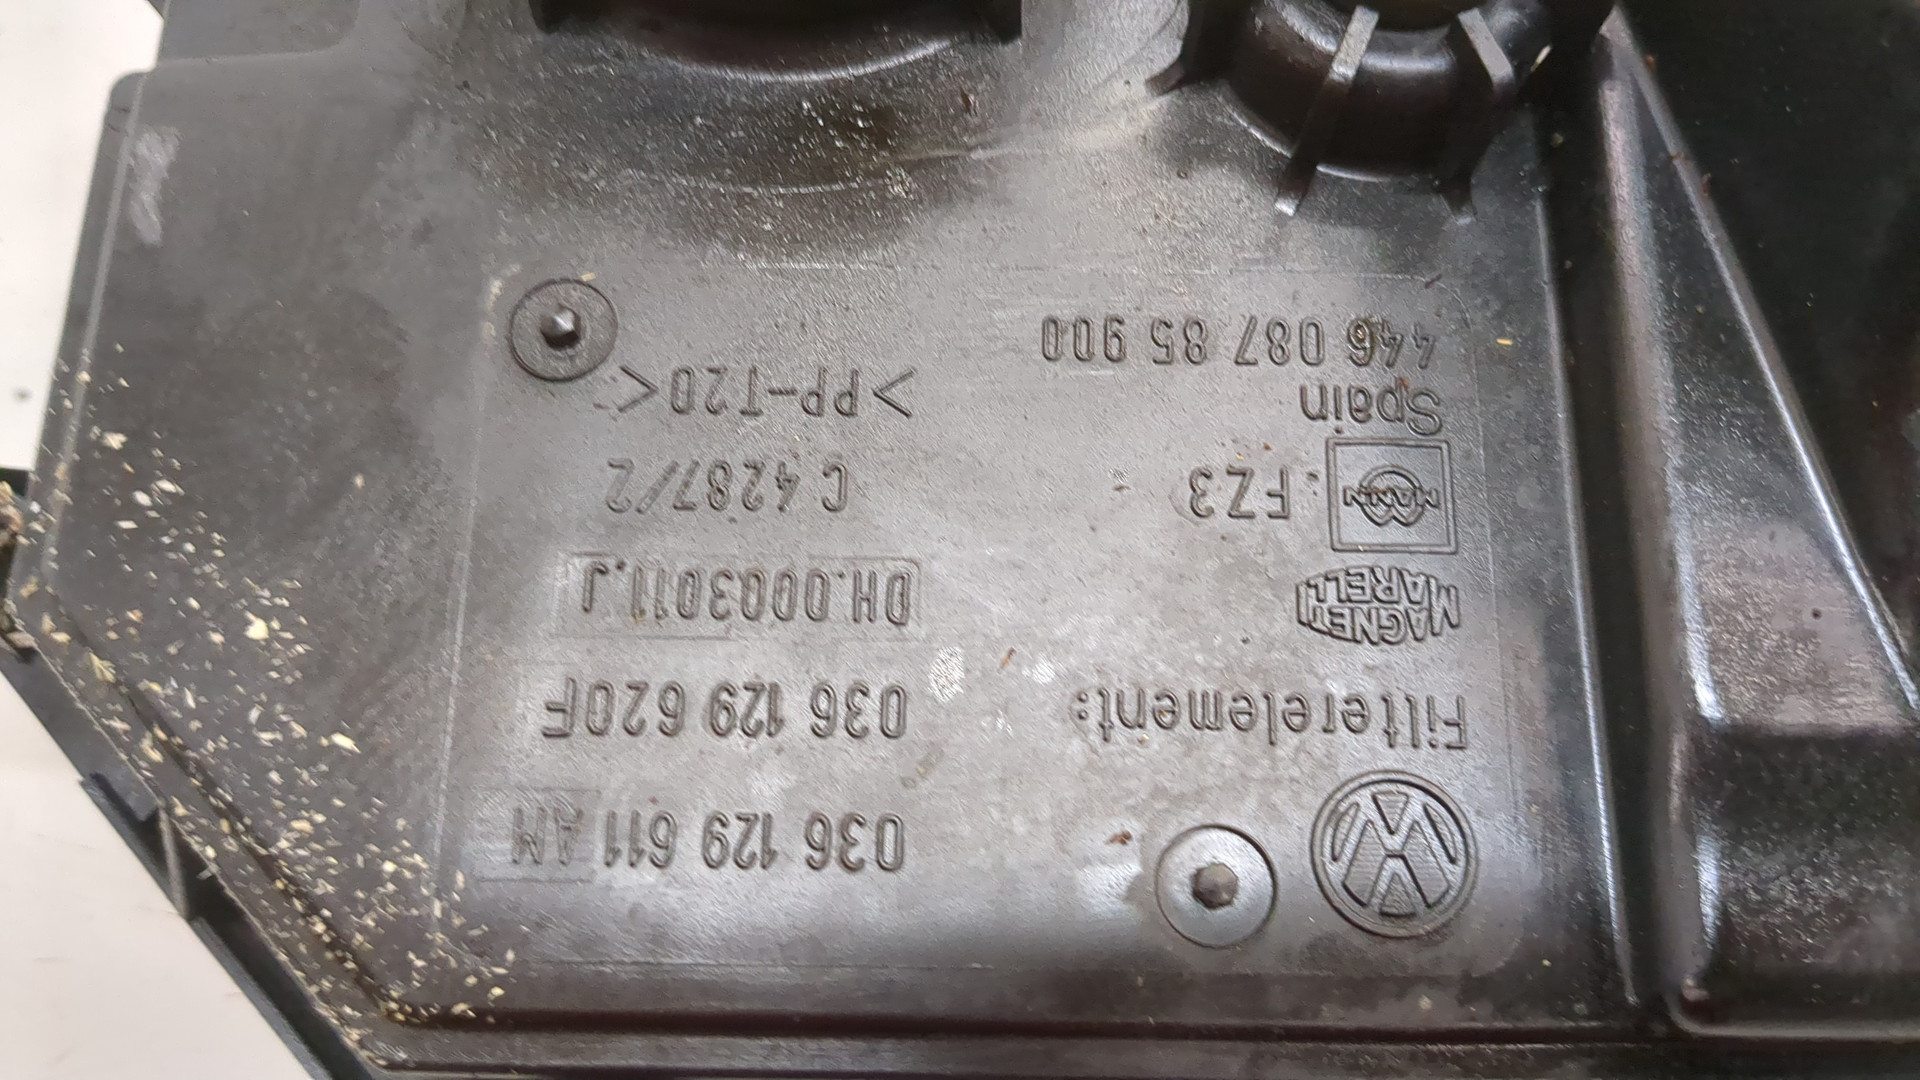 036 129 611 AM
Filterelement: 036 129 620F
MAGNETI MARELLI DH.0003011.J
MANN FZ3 C 4287/2
Spain >PP-T20<
446 087 85 900